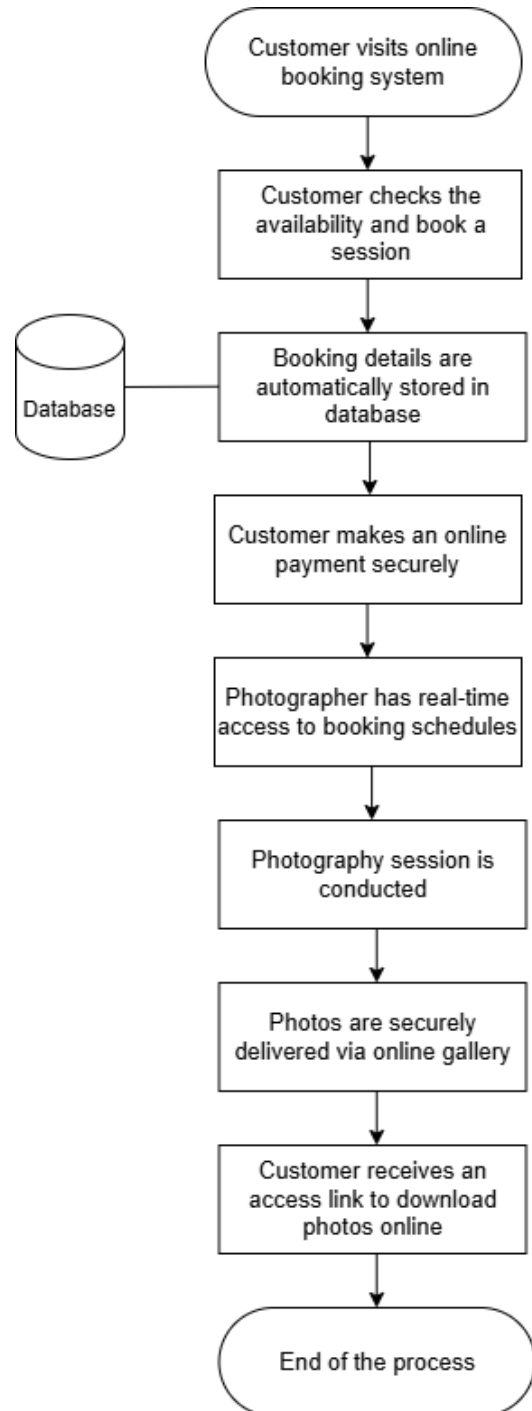 Customer visits online
booking system
Customer checks the
availability and book a
session
Booking details are
automatically stored in
database
Database
Customer makes an online
payment securely
Photographer has real-time
access to booking schedules
Photography session is
conducted
Photos are securely
delivered via online gallery
Customer receives an
access link to download
photos online
End of the process